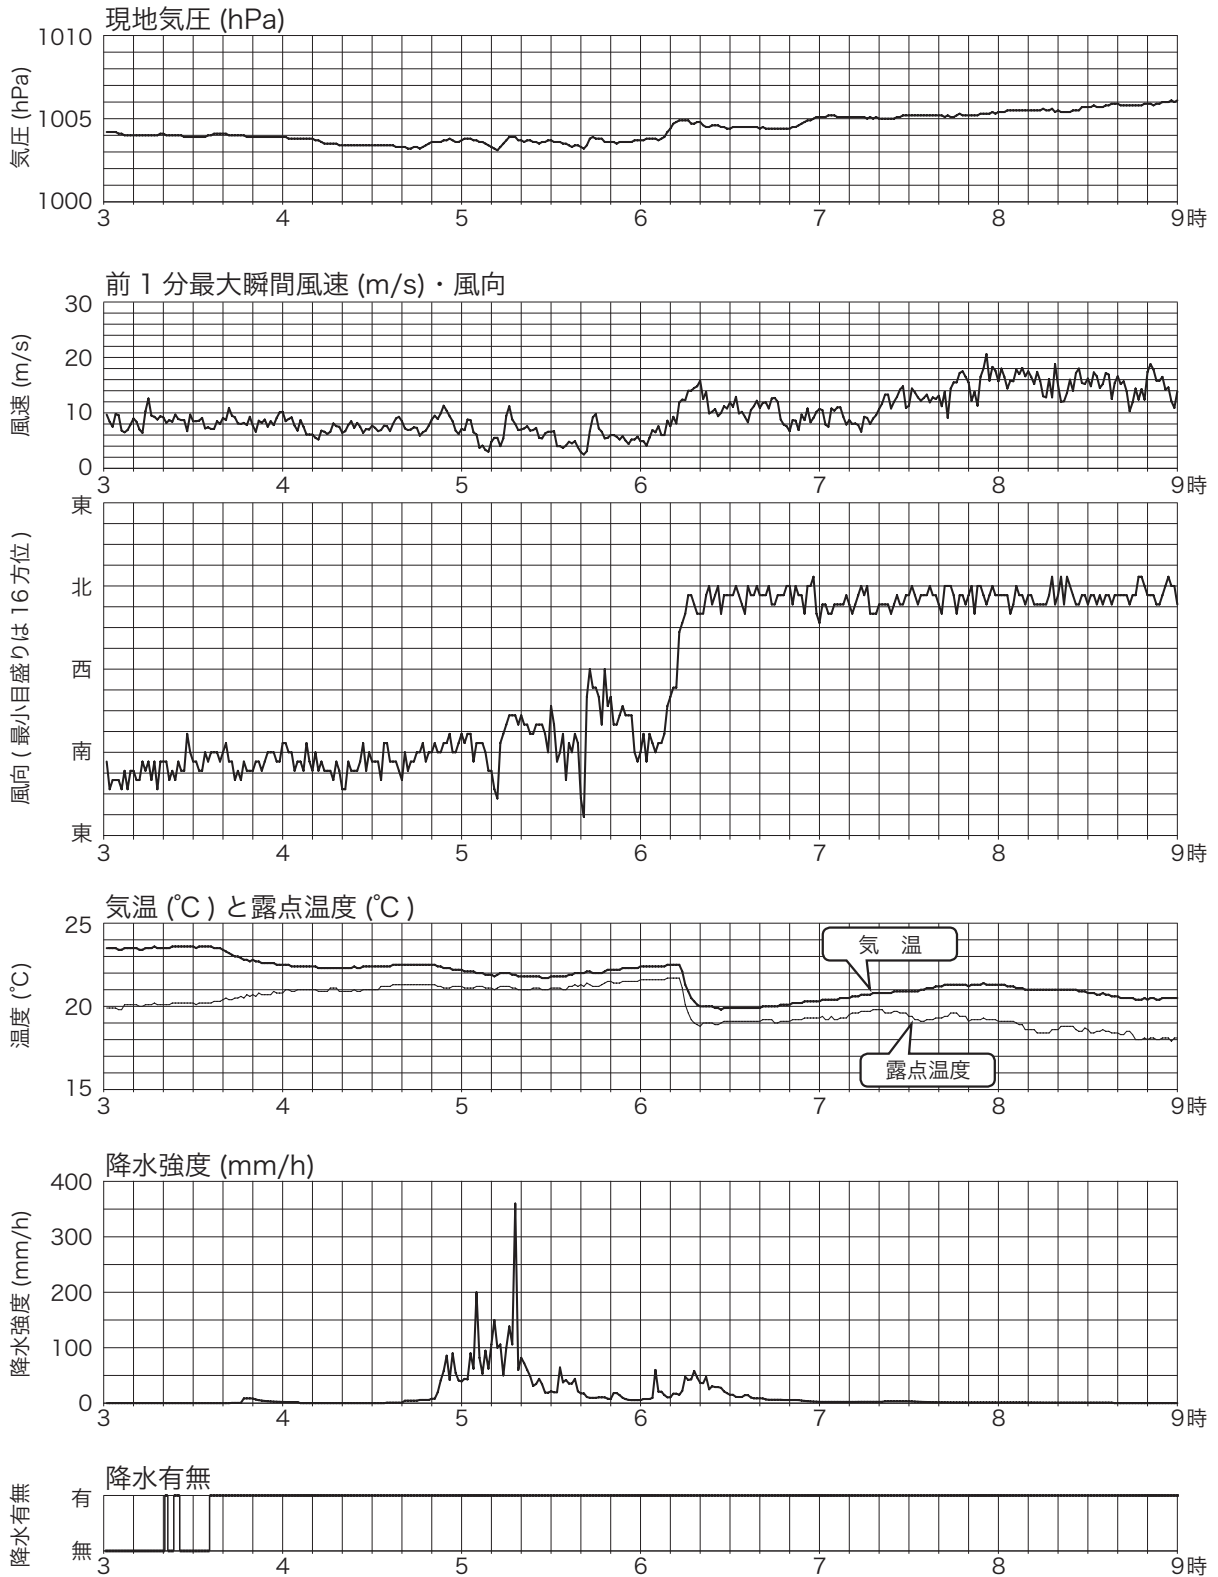 現地気圧 (hPa)
気圧 (hPa)
1010
1005
1000
3 4 5 6 7 8 9時
前 1 分最大瞬間風速 (m/s)・風向
風速 (m/s)
30
20
10
0
3 4 5 6 7 8 9時
風向 ( 最小目盛りは 16 方位 )
東
北
西
南
東
3 4 5 6 7 8 9時
気温 (℃ ) と露点温度 (℃ )
温度 (℃)
25
20
15
気 温
露点温度
3 4 5 6 7 8 9時
降水強度 (mm/h)
降水強度 (mm/h)
400
300
200
100
0
3 4 5 6 7 8 9時
降水有無
降水有無
有
無
3 4 5 6 7 8 9時